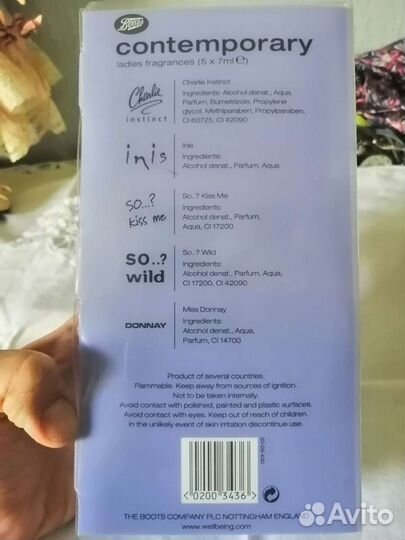 Boots
contemporary
ladies fragrances (5 x 7ml ℮)
Charlie
instinct
Charlie Instinct
Ingredients: Alcohol denat., Aqua,
Parfum, Bumetrizole, Propylene
glycol, Methlparaben, Propylparaben,
CI 60725, CI 42090
inis
Inis
Ingredients:
Alcohol denat., Parfum, Aqua
so..?
kiss me
So..? Kiss Me
Ingredients:
Alcohol denat., Parfum,
Aqua, CI 17200
so..?
wild
So..? Wild
Ingredients:
Alcohol denat., Parfum, Aqua,
CI 17200, CI 42090
DONNAY
Miss Donnay
Ingredients:
Alcohol denat., Aqua,
Parfum, CI 14700
Product of several countries.
Flammable. Keep away from sources of ignition.
Not to be taken internally.
Avoid contact with polished, painted and plastic surfaces.
Avoid contact with eyes. Keep out of reach of children.
In the unlikely event of skin irritation discontinue use.
<0200 3436>
THE BOOTS COMPANY PLC NOTTINGHAM ENGLAND
www.wellbeing.com
Avito